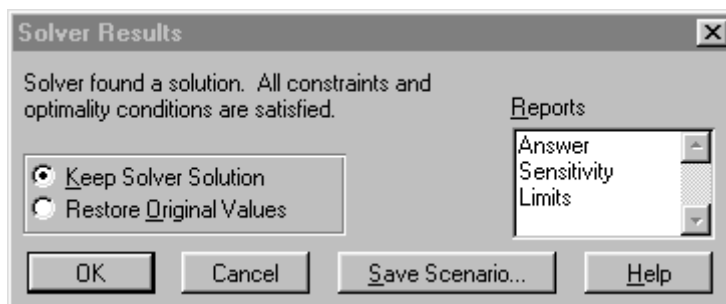 Solver Results
Solver found a solution. All constraints and
optimality conditions are satisfied.
Reports
Answer
Sensitivity
Limits
Keep Solver Solution
Restore Original Values
OK
Cancel
Save Scenario...
Help